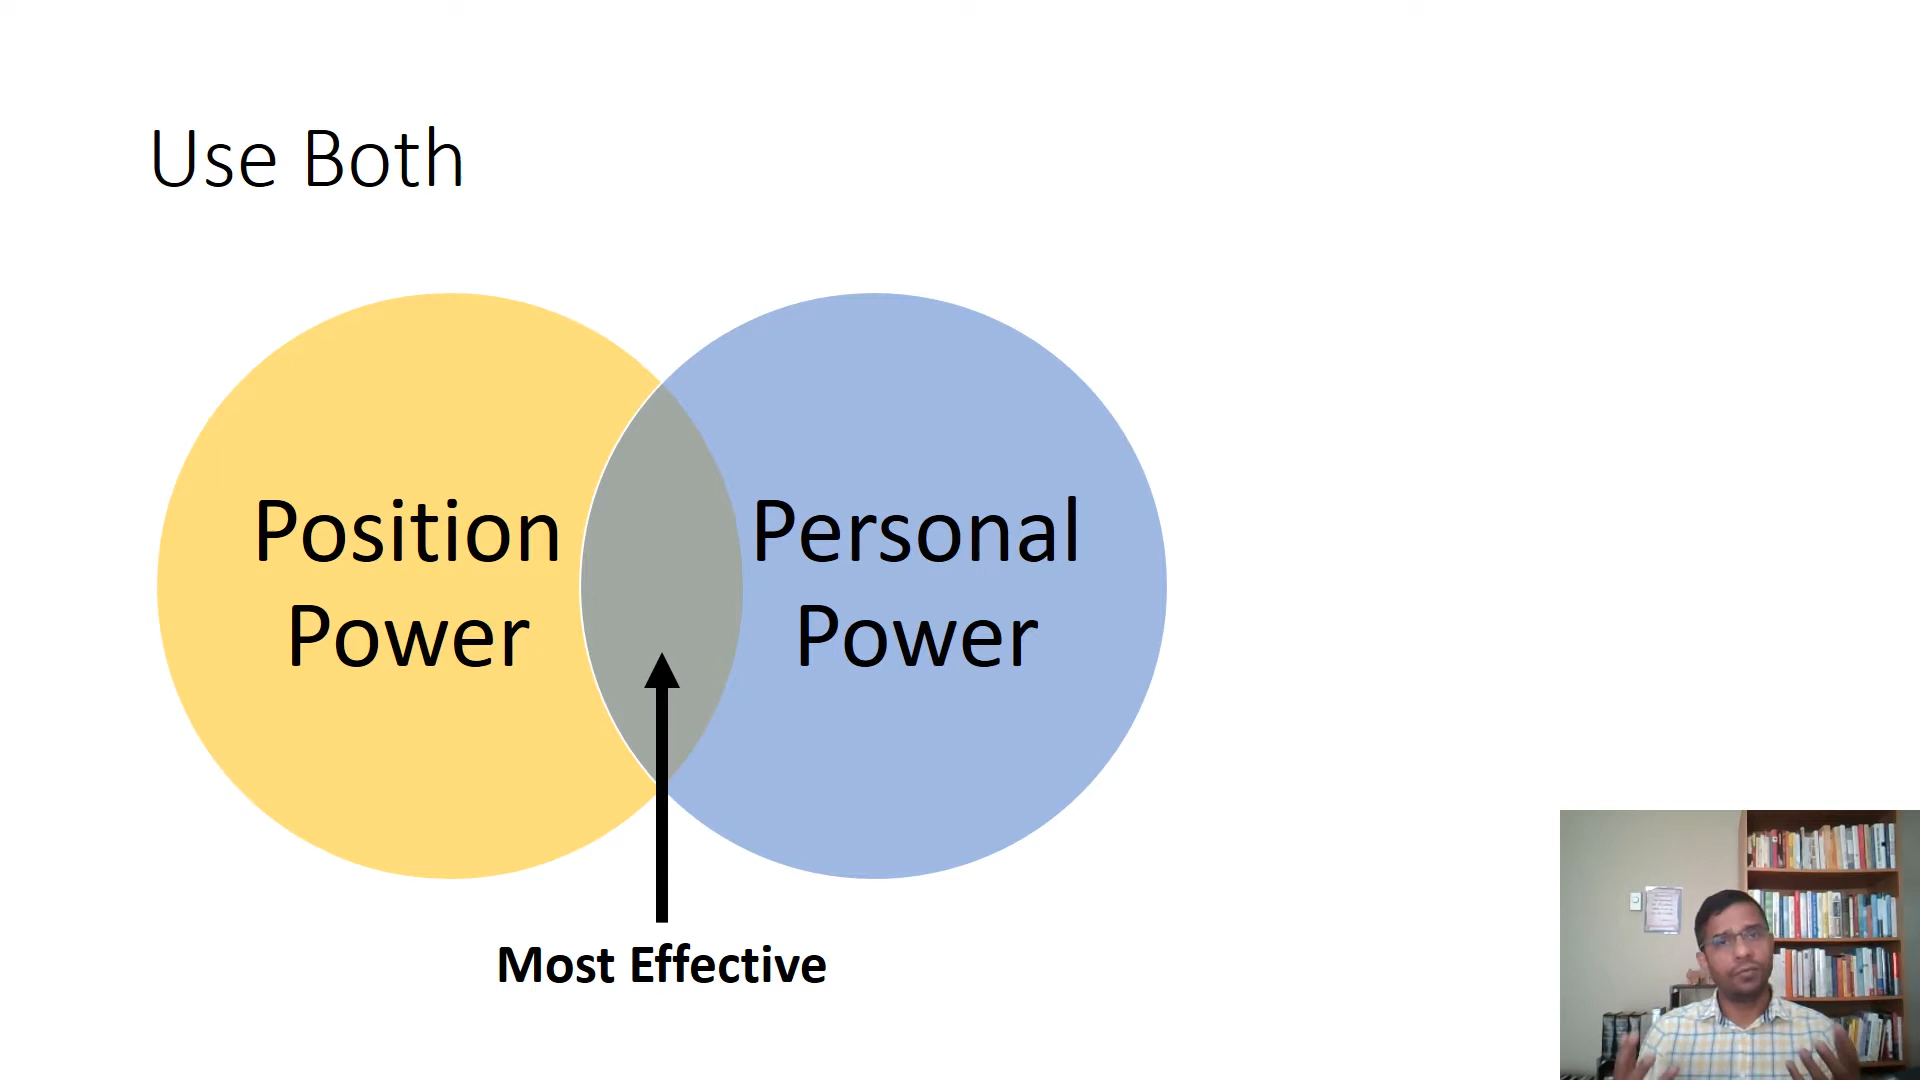 Use Both
Position
Power
Personal
Power
Most Effective